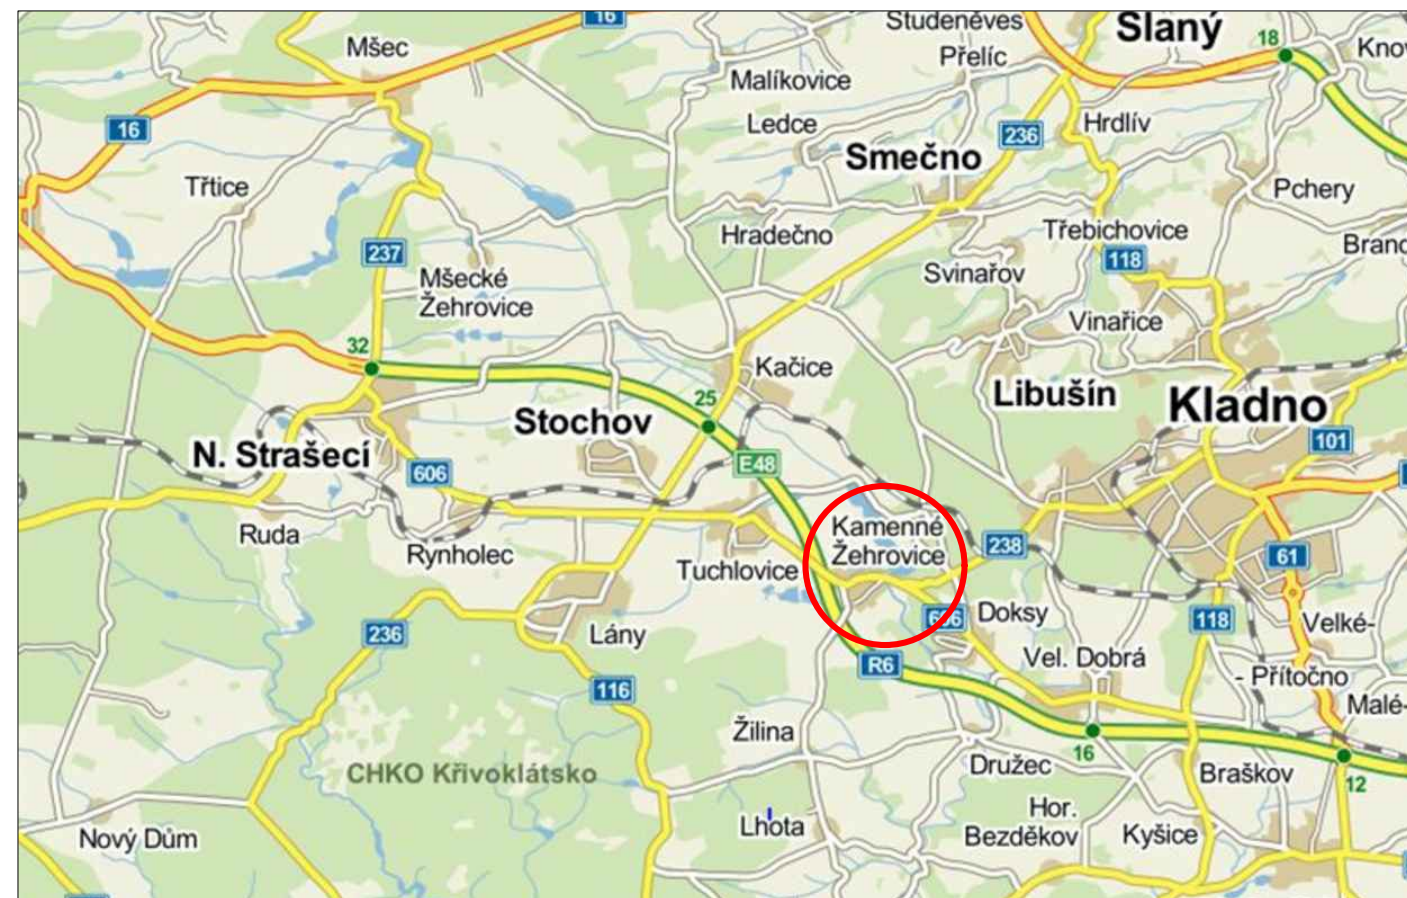 16
Studeněves
Slaný
Mšec
Přelíc
18
Malíkovice
16
Ledce
236
Hrdlív
Smečno
Třtice
Pchery
Hradečno
Třebichovice
237
118
Svinařov
Mšecké
Žehrovice
Vinařice
32
Kačice
25
Libušín
Kladno
Stochov
101
N. Strašecí
E48
606
Kamenné
Žehrovice
Ruda
238
Rynholec
61
Tuchlovice
Doksy
606
118
Velké-
236
Lány
Vel. Dobrá
R6
- Přítočno
116
Malé-
Žilina
16
Družec
Braškov
12
CHKO Křivoklátsko
Lhota
Hor.
Bezděkov
Kyšice
Nový Dům